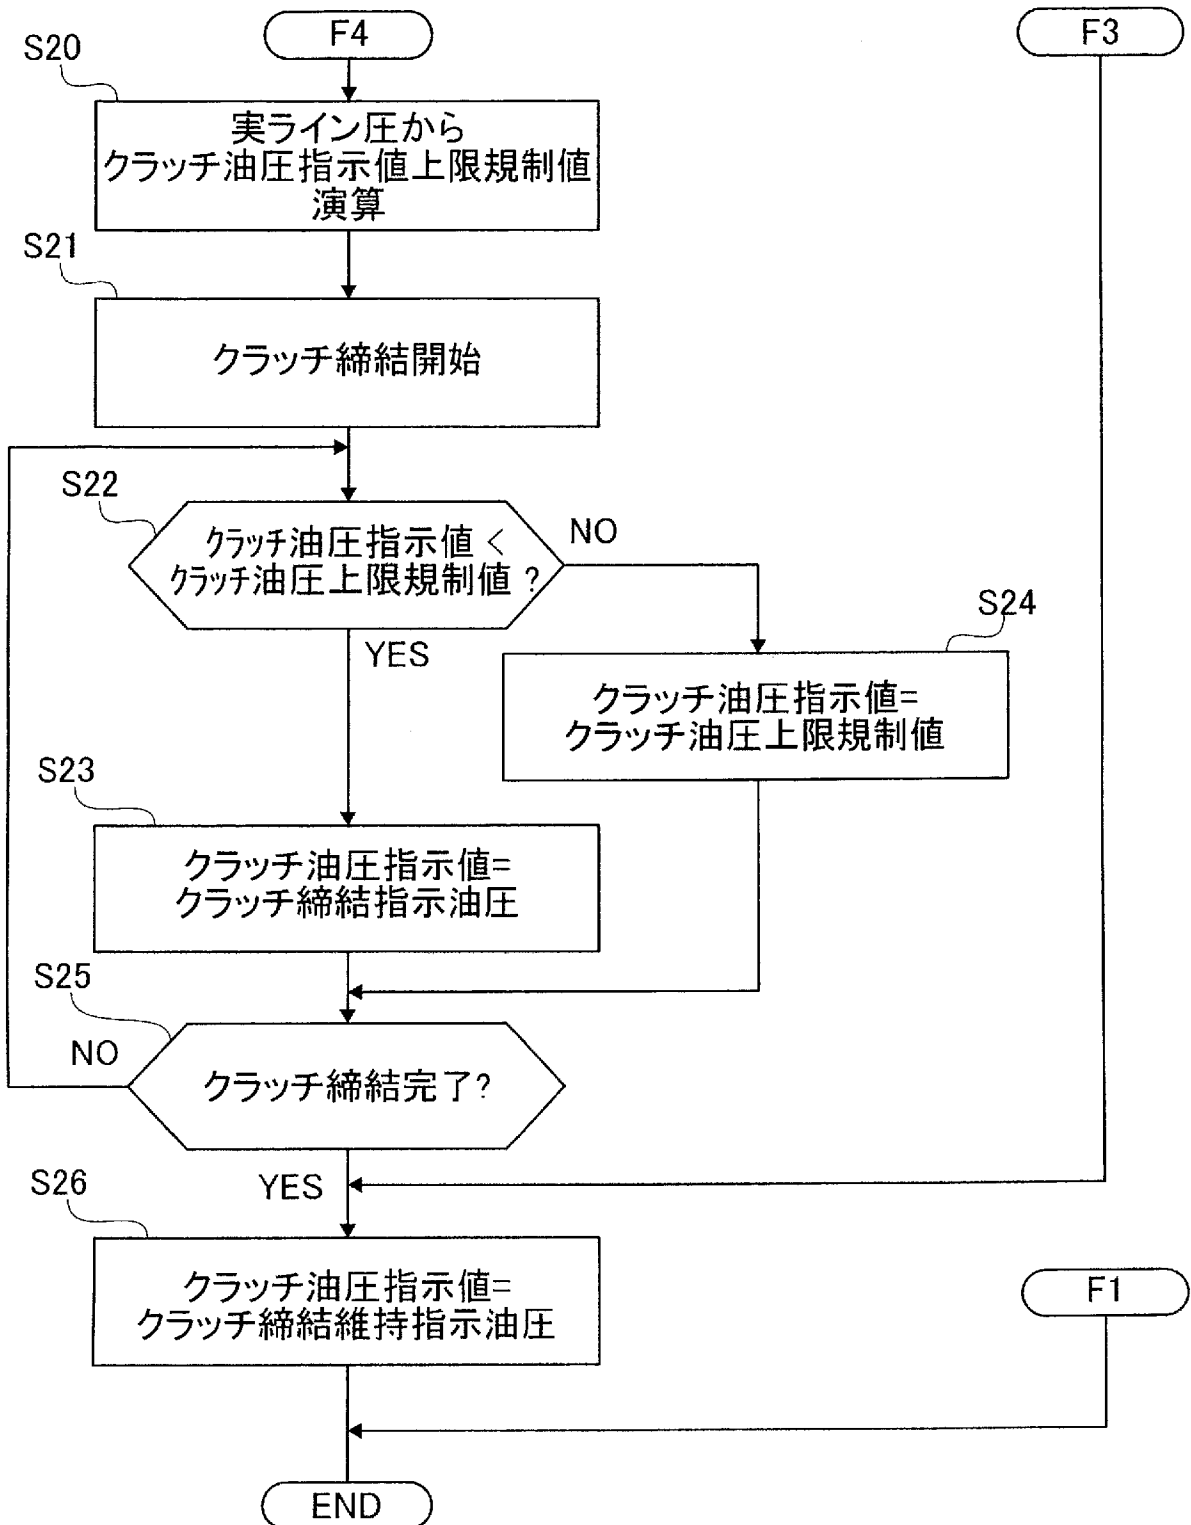 F4
F3
S20
実ライン圧から
クラッチ油圧指示値上限規制値
演算
S21
クラッチ締結開始
S22
クラッチ油圧指示値 <
クラッチ油圧上限規制値 ?
NO
YES
S24
クラッチ油圧指示値=
クラッチ油圧上限規制値
S23
クラッチ油圧指示値=
クラッチ締結指示油圧
S25
NO
クラッチ締結完了?
YES
S26
クラッチ油圧指示値=
クラッチ締結維持指示油圧
F1
END